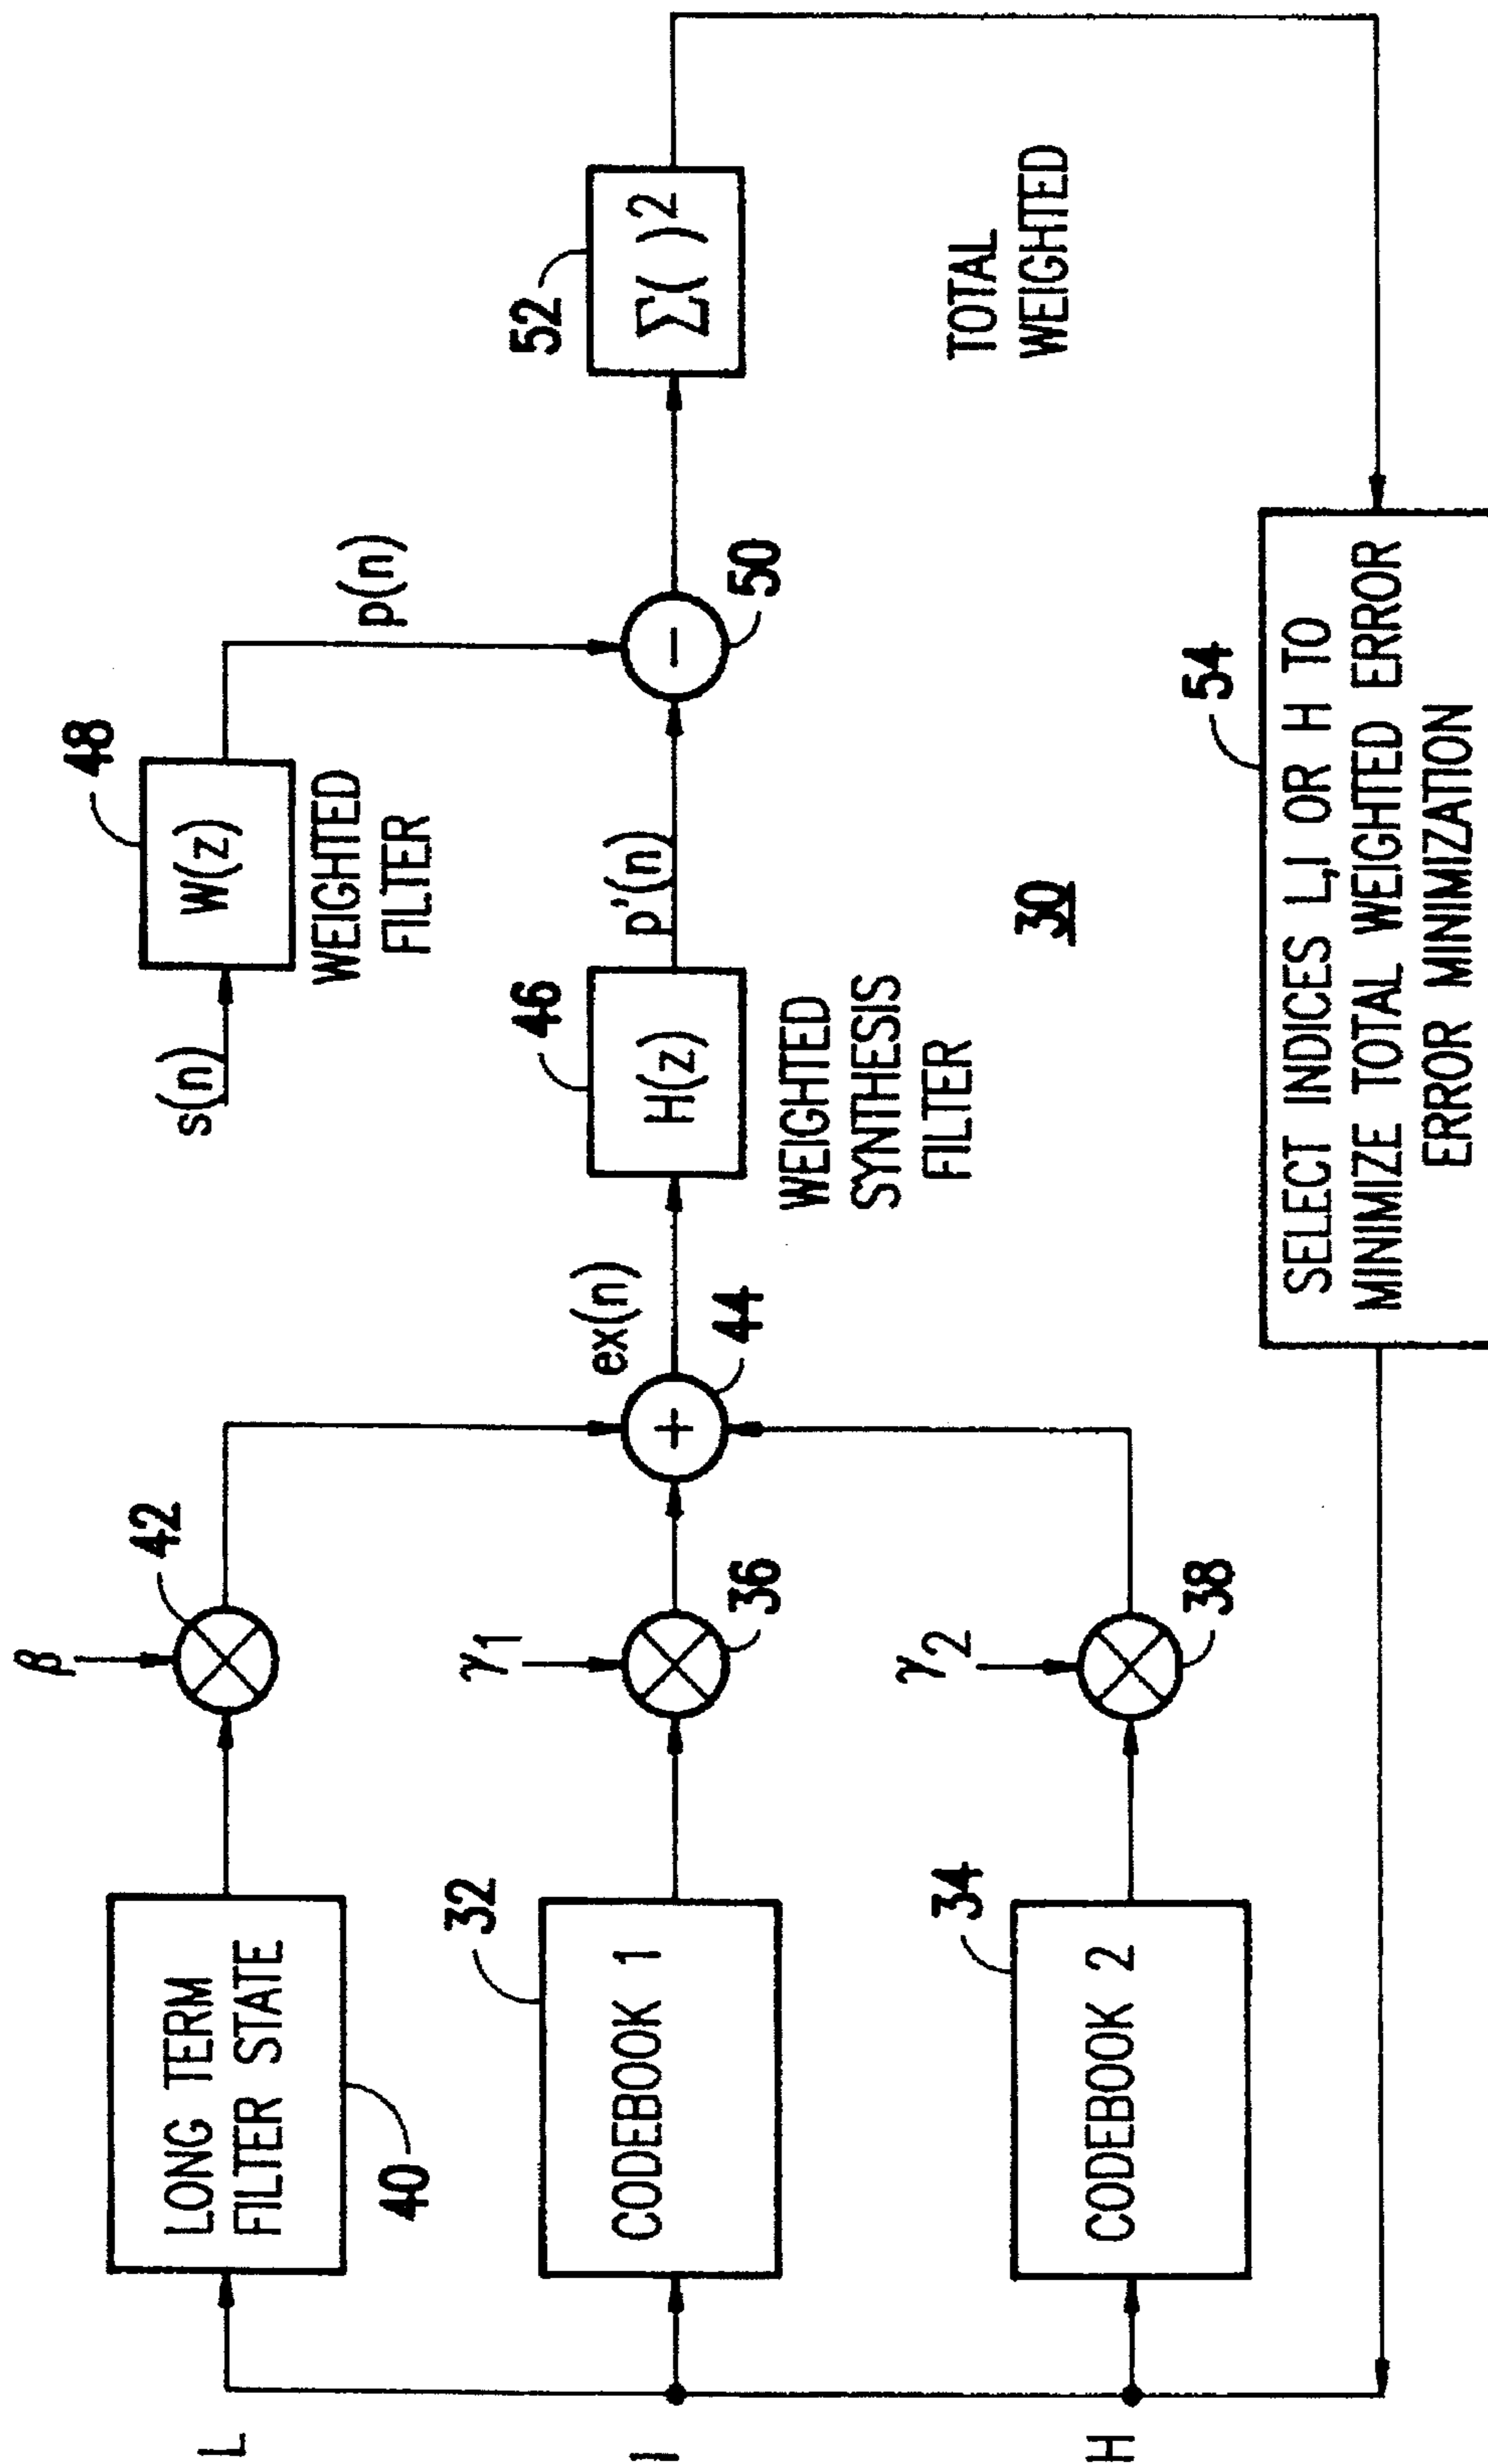 L
I
H
LONG TERM
FILTER STATE
40
CODEBOOK 1
32
CODEBOOK 2
34
β
42
γ1
36
γ2
38
+
44
ex(n)
H(z)
46
WEIGHTED
SYNTHESIS
FILTER
s(n)
W(z)
48
WEIGHTED
FILTER
p'(n)
p(n)
−
50
Σ( )2
52
TOTAL
WEIGHTED
30
54
SELECT INDICES L,I OR H TO
MINIMIZE TOTAL WEIGHTED ERROR
ERROR MINIMIZATION